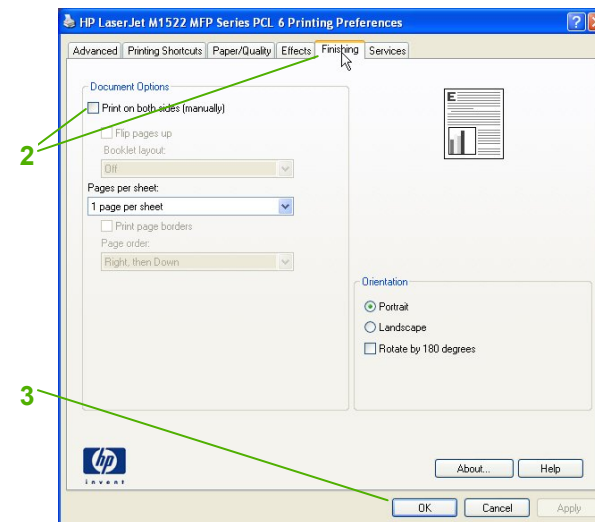 HP LaserJet M1522 MFP Series PCL 6 Printing Preferences
Advanced Printing Shortcuts Paper/Quality Effects Finishing Services
Document Options
Print on both sides (manually)
Flip pages up
Booklet layout:
Off
Pages per sheet:
1 page per sheet
Print page borders
Page order:
Right, then Down
E
Orientation
Portrait
Landscape
Rotate by 180 degrees
2
3
hp
invent
About... Help
OK Cancel Apply